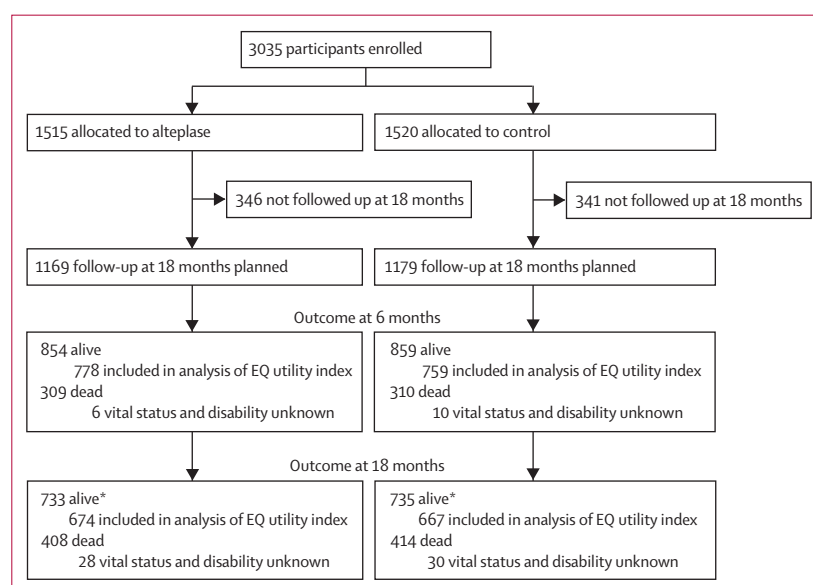 3035 participants enrolled
1515 allocated to alteplase
1520 allocated to control
346 not followed up at 18 months
341 not followed up at 18 months
1169 follow-up at 18 months planned
1179 follow-up at 18 months planned
Outcome at 6 months
854 alive
778 included in analysis of EQ utility index
309 dead
6 vital status and disability unknown
859 alive
759 included in analysis of EQ utility index
310 dead
10 vital status and disability unknown
Outcome at 18 months
733 alive*
674 included in analysis of EQ utility index
408 dead
28 vital status and disability unknown
735 alive*
667 included in analysis of EQ utility index
414 dead
30 vital status and disability unknown